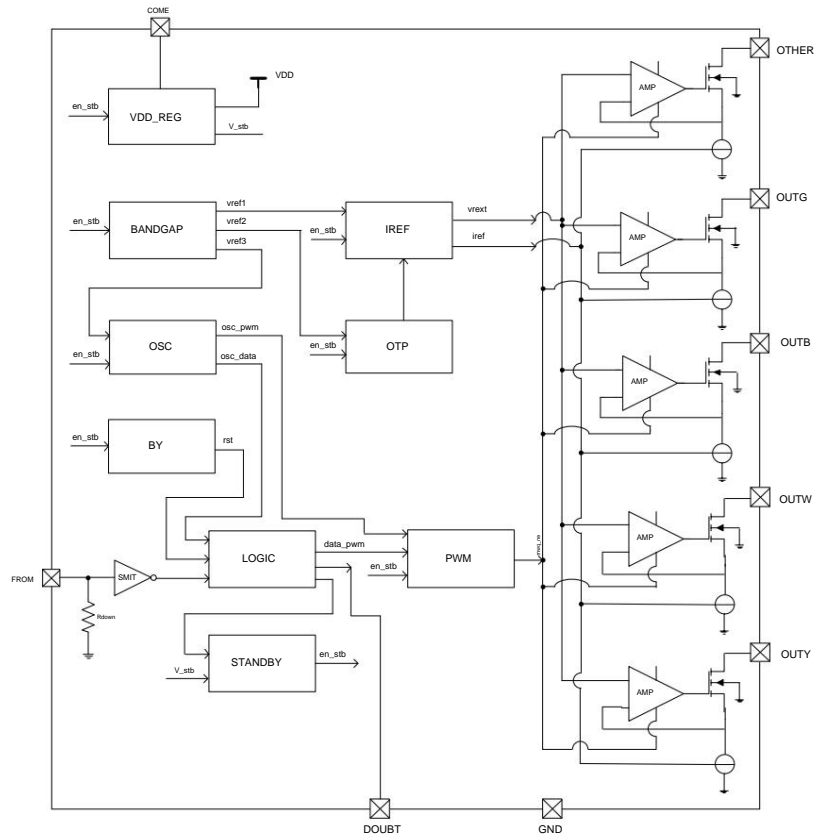 COME
OTHER
VDD
AMP
en_stb
VDD_REG
V_stb
OUTG
vref1
en_stb
BANDGAP
vref2
IREF
vrext
en_stb
iref
vref3
AMP
osc_pwm
OSC
OTP
osc_data
en_stb
en_stb
OUTB
AMP
BY
rst
en_stb
OUTW
AMP
data_pwm
LOGIC
PWM
FROM
SMIT
en_stb
Rdown
en_stb
STANDBY
V_stb
OUTY
AMP
DOUBT
GND